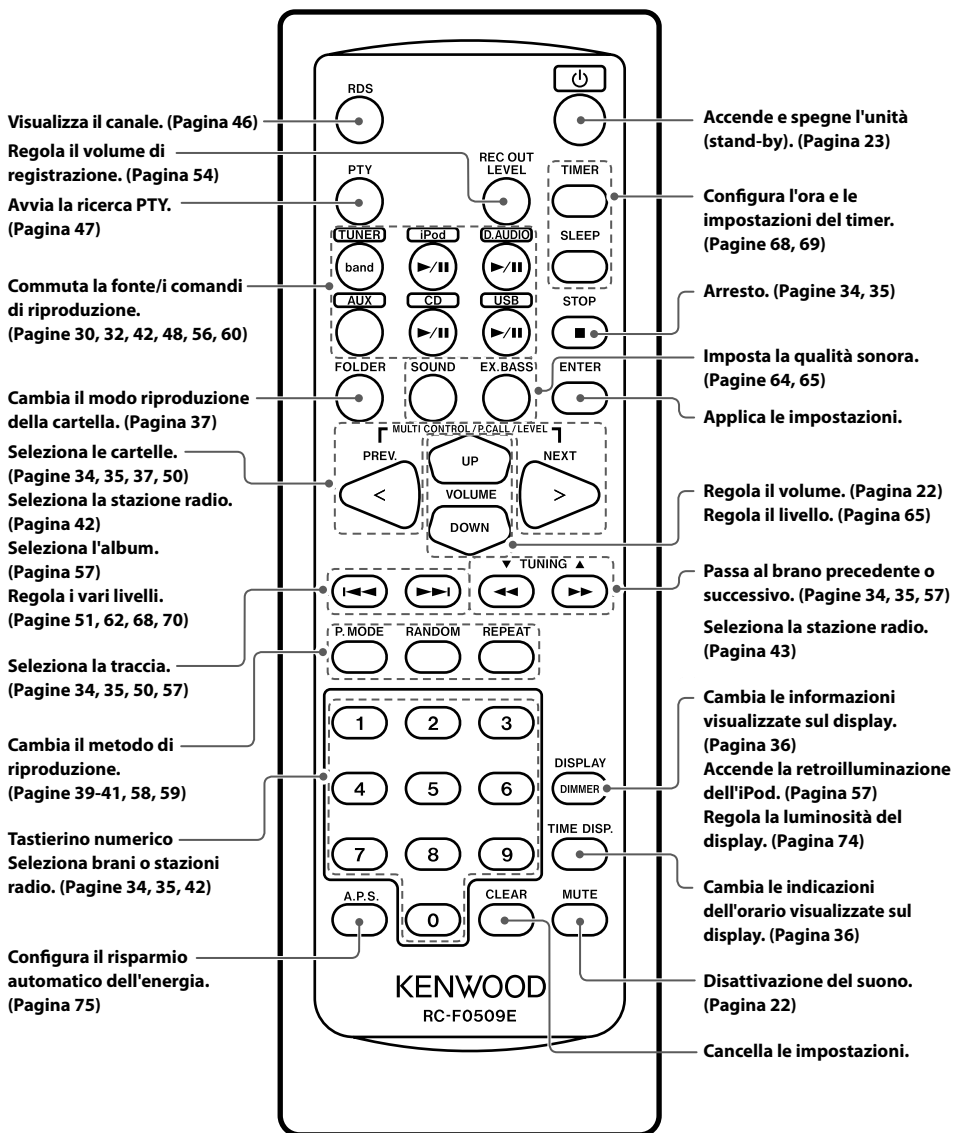 Visualizza il canale. (Pagina 46)
Regola il volume di
registrazione. (Pagina 54)
Avvia la ricerca PTY.
(Pagina 47)
Commuta la fonte/i comandi
di riproduzione.
(Pagine 30, 32, 42, 48, 56, 60)
Cambia il modo riproduzione
della cartella. (Pagina 37)
Seleziona le cartelle.
(Pagine 34, 35, 37, 50)
Seleziona la stazione radio.
(Pagina 42)
Seleziona l'album.
(Pagina 57)
Regola i vari livelli.
(Pagine 51, 62, 68, 70)
Seleziona la traccia.
(Pagine 34, 35, 50, 57)
Cambia il metodo di
riproduzione.
(Pagine 39-41, 58, 59)
Tastierino numerico
Seleziona brani o stazioni
radio. (Pagine 34, 35, 42)
Configura il risparmio
automatico dell'energia.
(Pagina 75)
RDS
PTY
REC OUT
LEVEL
TIMER
TUNER
iPod
D.AUDIO
SLEEP
band
AUX
CD
USB
STOP
FOLDER
SOUND
EX.BASS
ENTER
MULTI CONTROL / P.CALL / LEVEL
PREV.
UP
NEXT
<
VOLUME
>
DOWN
▼ TUNING ▲
P.MODE
RANDOM
REPEAT
1
2
3
DISPLAY
4
5
6
DIMMER
TIME DISP.
7
8
9
A.P.S.
0
CLEAR
MUTE
KENWOOD
RC-F0509E
Accende e spegne l'unità
(stand-by). (Pagina 23)
Configura l'ora e le
impostazioni del timer.
(Pagine 68, 69)
Arresto. (Pagine 34, 35)
Imposta la qualità sonora.
(Pagine 64, 65)
Applica le impostazioni.
Regola il volume. (Pagina 22)
Regola il livello. (Pagina 65)
Passa al brano precedente o
successivo. (Pagine 34, 35, 57)
Seleziona la stazione radio.
(Pagina 43)
Cambia le informazioni
visualizzate sul display.
(Pagina 36)
Accende la retroilluminazione
dell'iPod. (Pagina 57)
Regola la luminosità del
display. (Pagina 74)
Cambia le indicazioni
dell'orario visualizzate sul
display. (Pagina 36)
Disattivazione del suono.
(Pagina 22)
Cancella le impostazioni.